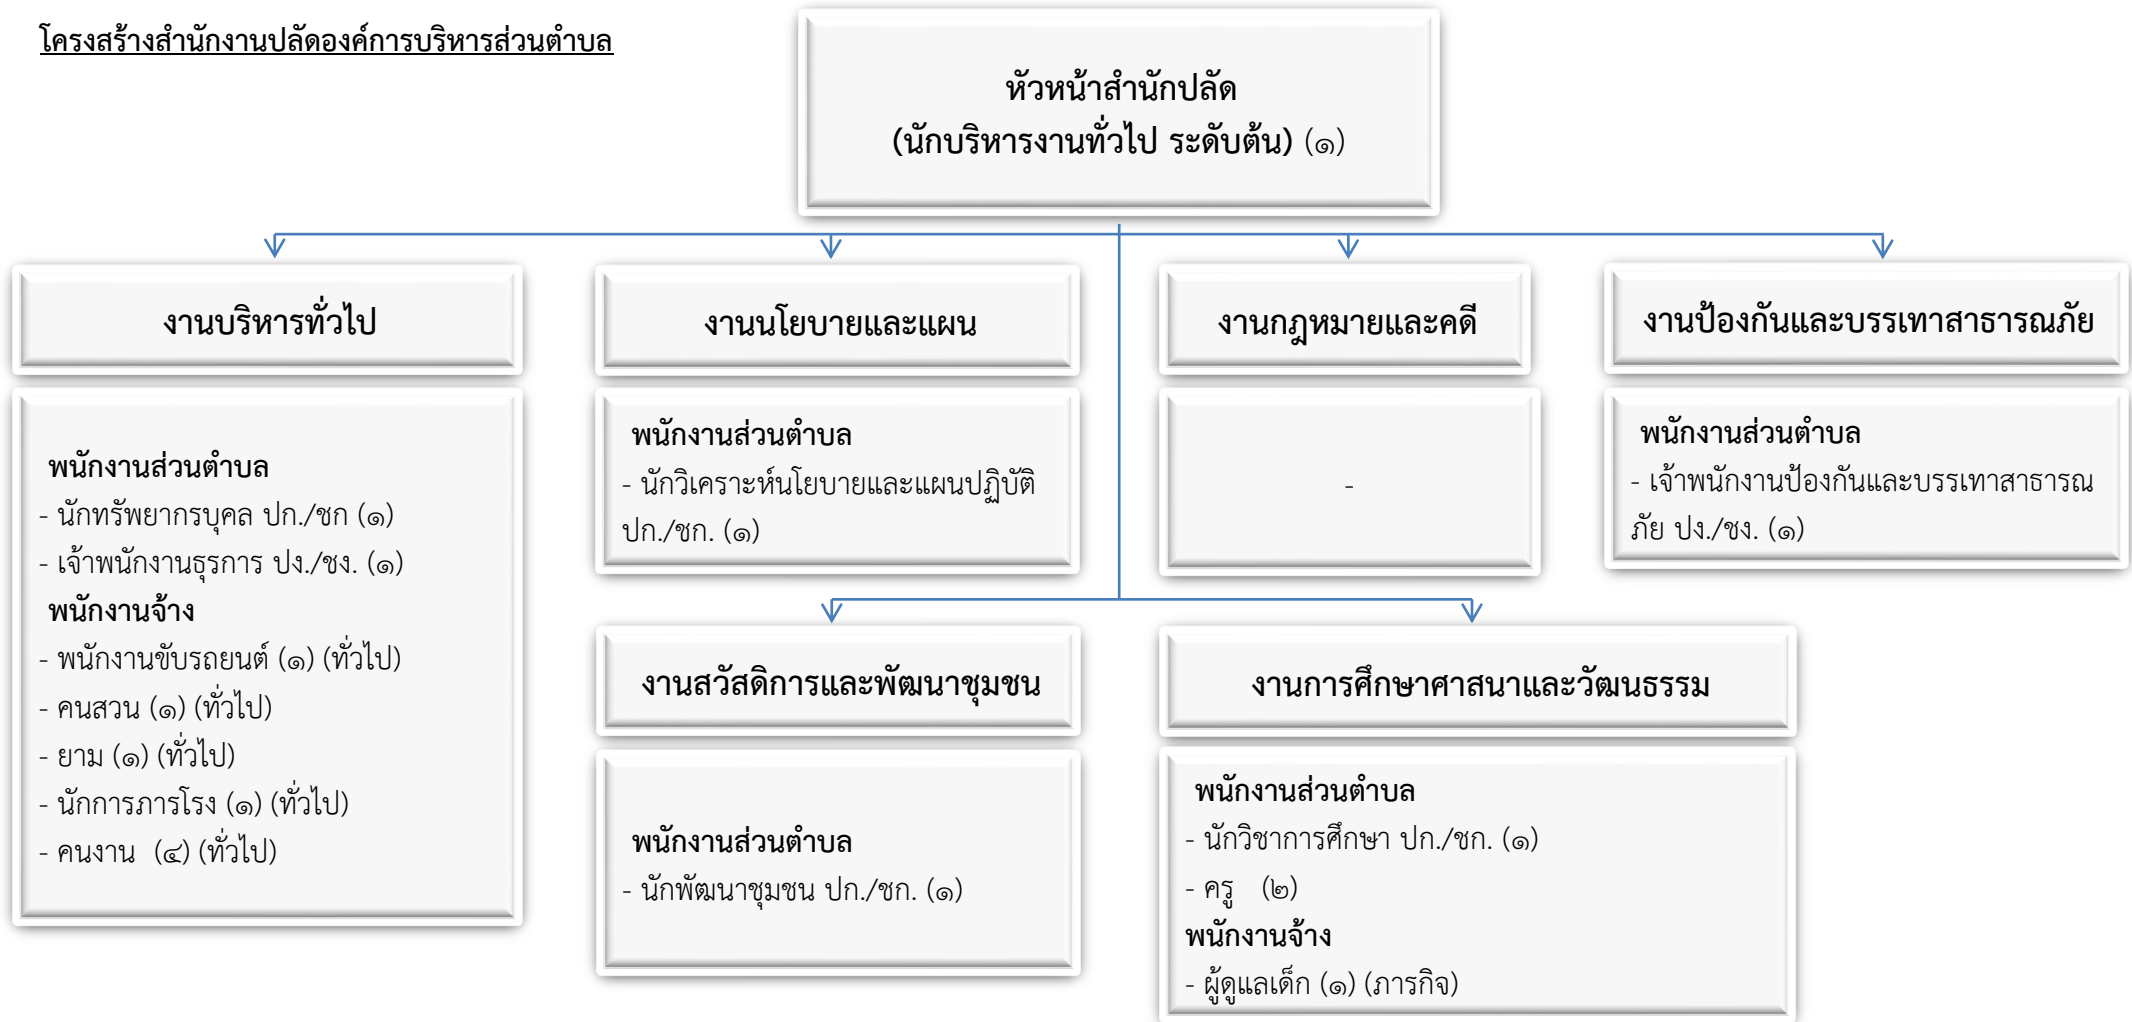 โครงสร้างสำนักงานปลัดองค์การบริหารส่วนตำบล
หัวหน้าสำนักปลัด
(นักบริหารงานทั่วไป ระดับต้น) (๑)
งานบริหารทั่วไป
พนักงานส่วนตำบล
- นักทรัพยากรบุคล ปก./ชก (๑)
- เจ้าพนักงานธุรการ ปง./ชง. (๑)
พนักงานจ้าง
- พนักงานขับรถยนต์ (๑) (ทั่วไป)
- คนสวน (๑) (ทั่วไป)
- ยาม (๑) (ทั่วไป)
- นักการภารโรง (๑) (ทั่วไป)
- คนงาน (๔) (ทั่วไป)
งานนโยบายและแผน
พนักงานส่วนตำบล
- นักวิเคราะห์นโยบายและแผนปฏิบัติ
ปก./ชก. (๑)
งานกฎหมายและคดี
-
งานป้องกันและบรรเทาสาธารณภัย
พนักงานส่วนตำบล
- เจ้าพนักงานป้องกันและบรรเทาสาธารณ
ภัย ปง./ชง. (๑)
งานสวัสดิการและพัฒนาชุมชน
พนักงานส่วนตำบล
- นักพัฒนาชุมชน ปก./ชก. (๑)
งานการศึกษาศาสนาและวัฒนธรรม
พนักงานส่วนตำบล
- นักวิชาการศึกษา ปก./ชก. (๑)
- ครู (๒)
พนักงานจ้าง
- ผู้ดูแลเด็ก (๑) (ภารกิจ)